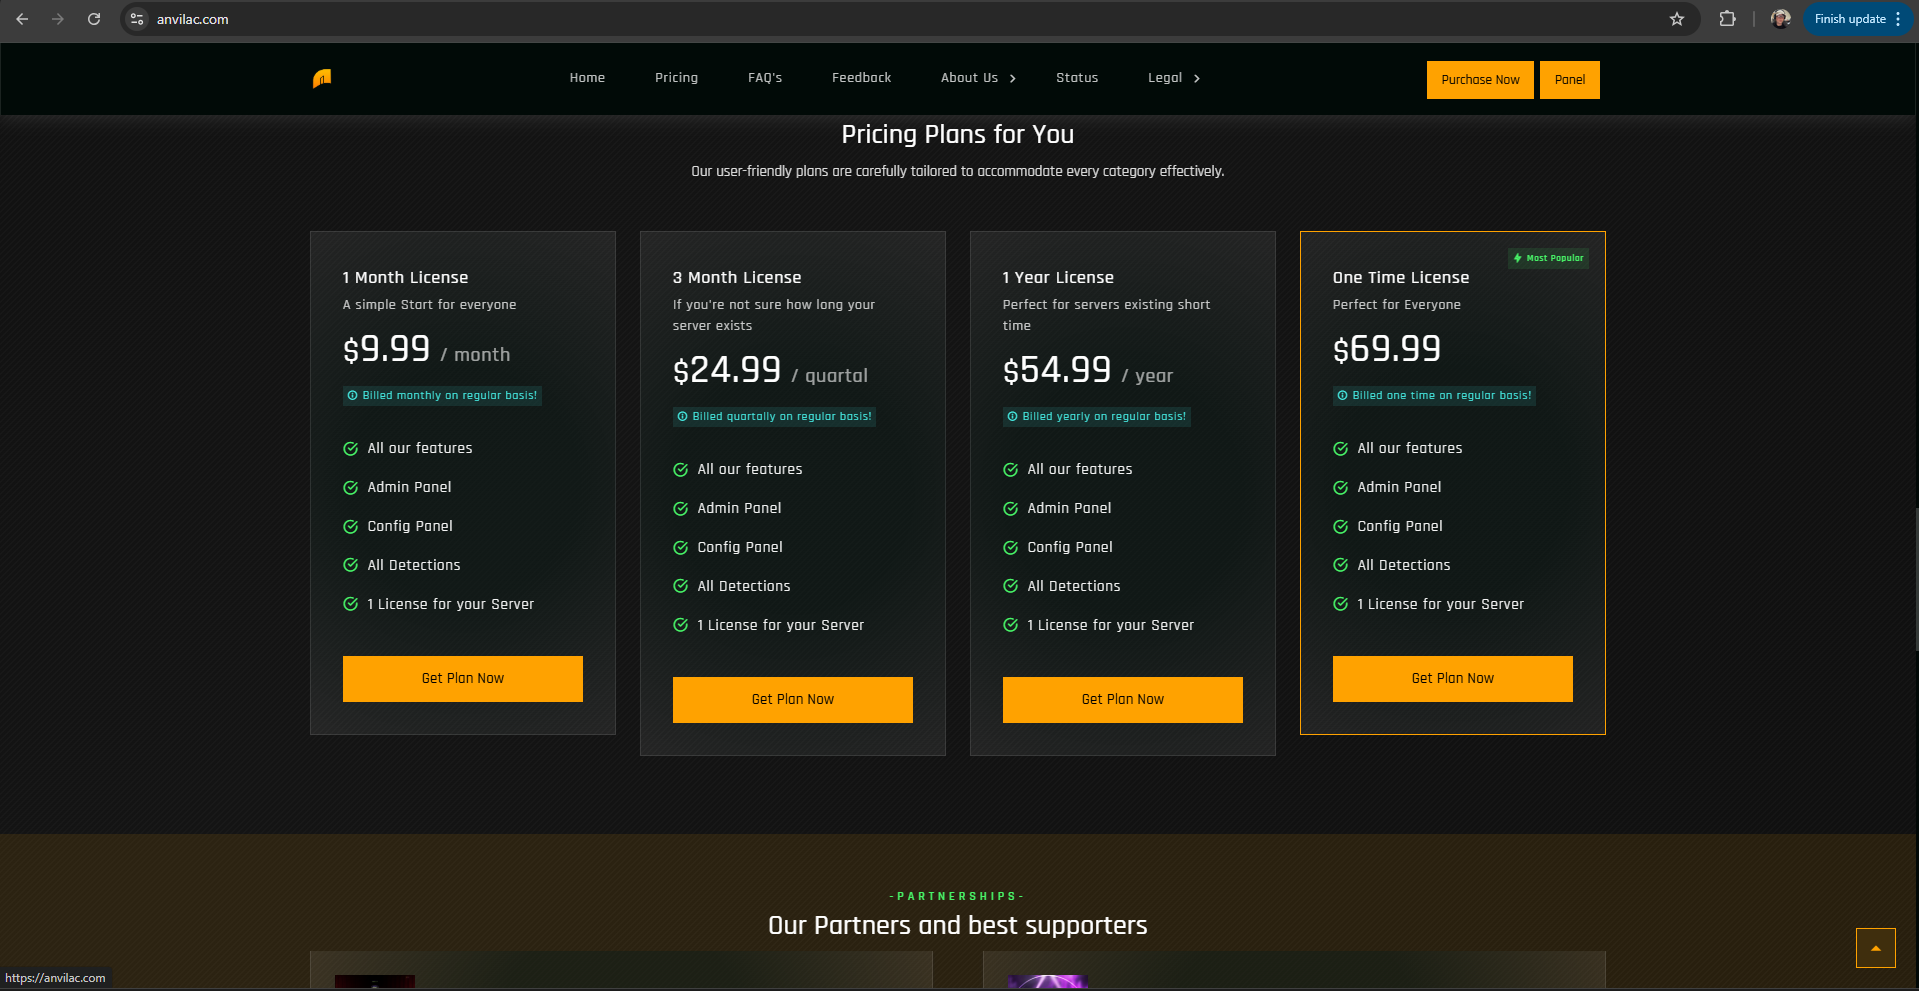 anvilac.com
Finish update
Home
Pricing
FAQ's
Feedback
About Us
Status
Legal
Purchase Now
Panel
Pricing Plans for You
Our user-friendly plans are carefully tailored to accommodate every category effectively.
1 Month License
A simple Start for everyone
$9.99 / month
Billed monthly on regular basis!
All our features
Admin Panel
Config Panel
All Detections
1 License for your Server
Get Plan Now
3 Month License
If you're not sure how long your
server exists
$24.99 / quartal
Billed quartally on regular basis!
All our features
Admin Panel
Config Panel
All Detections
1 License for your Server
Get Plan Now
1 Year License
Perfect for servers existing short
time
$54.99 / year
Billed yearly on regular basis!
All our features
Admin Panel
Config Panel
All Detections
1 License for your Server
Get Plan Now
Most Popular
One Time License
Perfect for Everyone
$69.99
Billed one time on regular basis!
All our features
Admin Panel
Config Panel
All Detections
1 License for your Server
Get Plan Now
-PARTNERSHIPS-
Our Partners and best supporters
https://anvilac.com